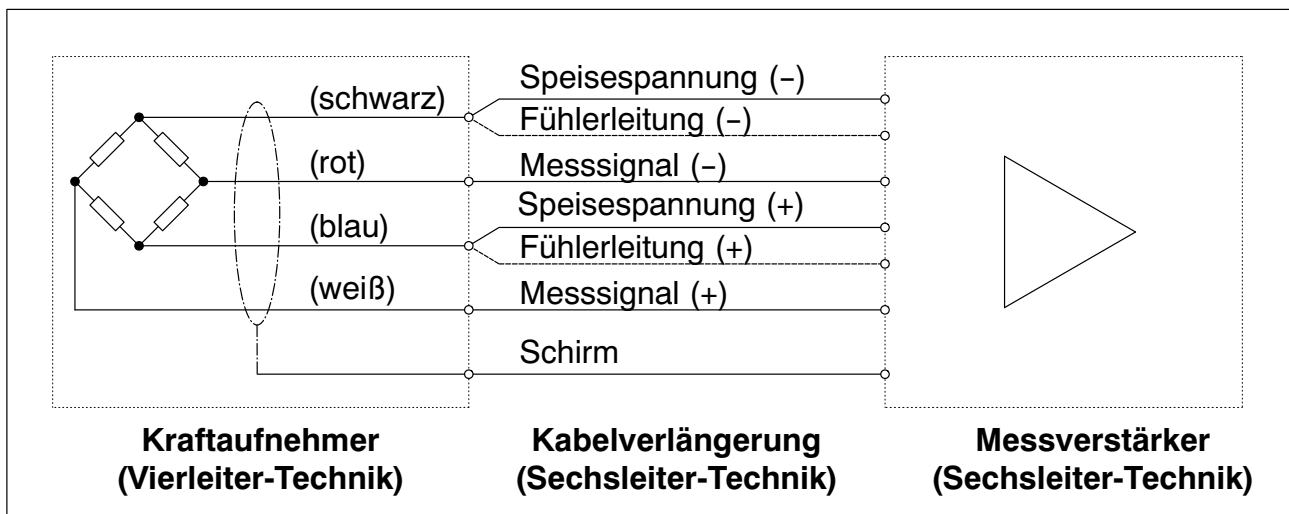 Speisespannung (−)
(schwarz)
Fühlerleitung (−)
(rot)
Messsignal (−)
Speisespannung (+)
(blau)
Fühlerleitung (+)
(weiß)
Messsignal (+)
Schirm
Kraftaufnehmer
(Vierleiter-Technik)
Kabelverlängerung
(Sechsleiter-Technik)
Messverstärker
(Sechsleiter-Technik)